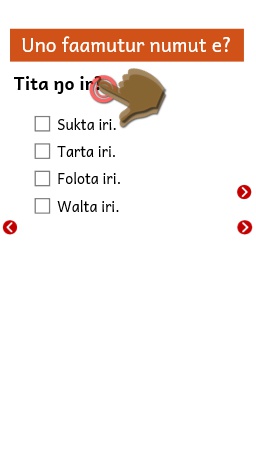 Uno faamutur numut e?
Tita ŋo iri?
Sukta iri.
Tarta iri.
Folota iri.
Walta iri.